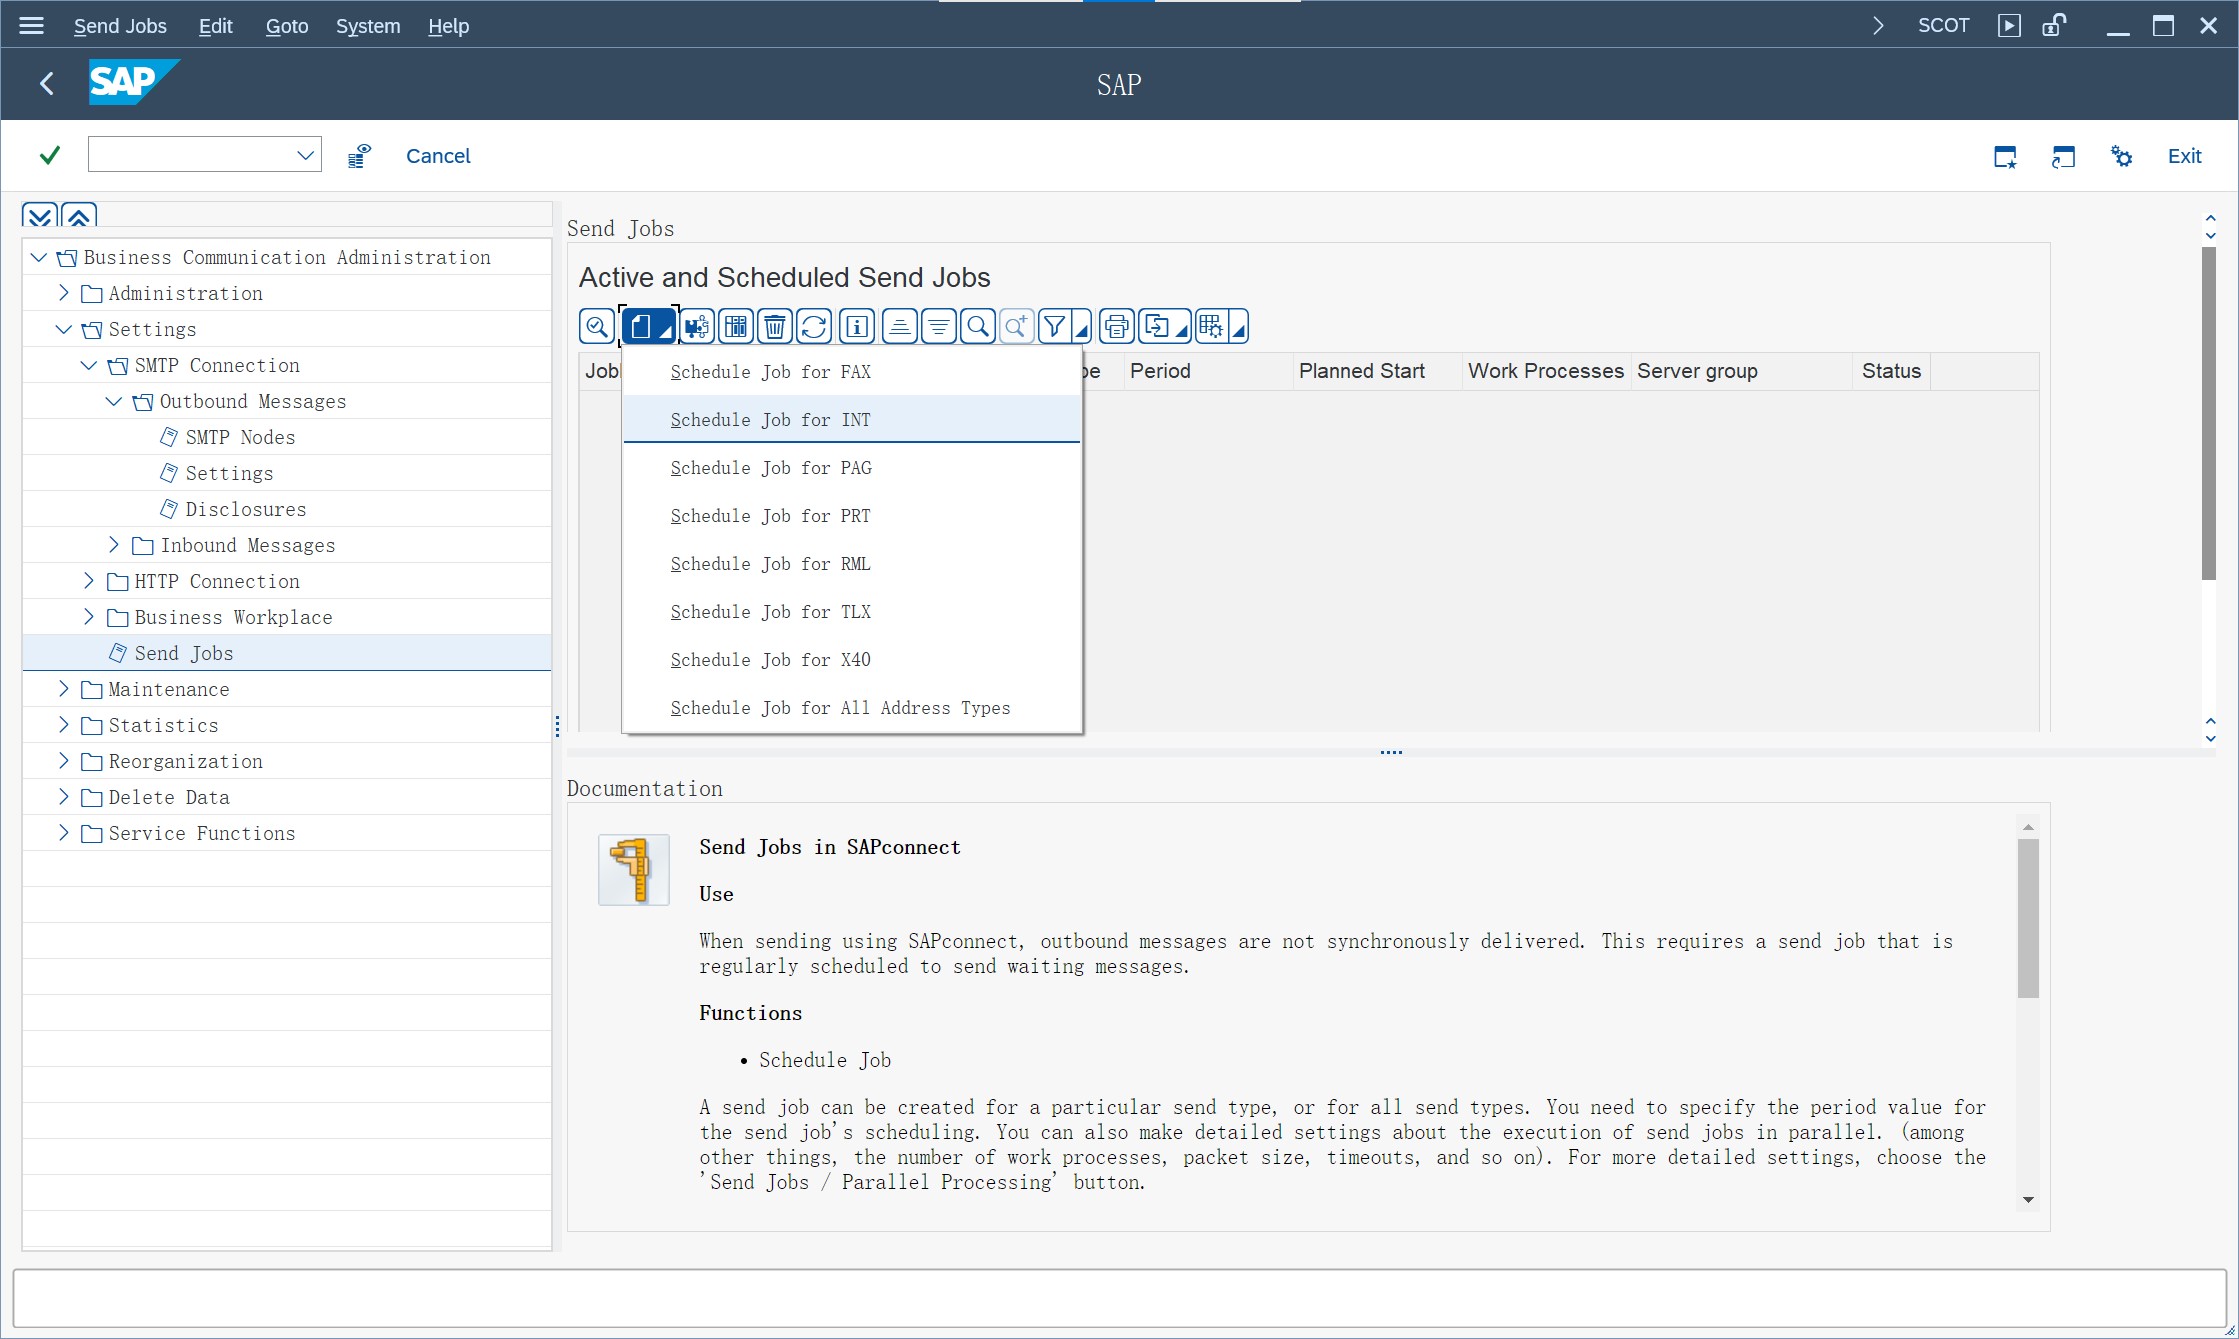 Send Jobs Edit Goto System Help SCOT
SAP SAP
Cancel Exit
Business Communication Administration
Administration
Settings
SMTP Connection
Outbound Messages
SMTP Nodes
Settings
Disclosures
Inbound Messages
HTTP Connection
Business Workplace
Send Jobs
Maintenance
Statistics
Reorganization
Delete Data
Service Functions
Send Jobs
Active and Scheduled Send Jobs
Period Planned Start Work Processes Server group Status
Schedule Job for FAX
Schedule Job for INT
Schedule Job for PAG
Schedule Job for PRT
Schedule Job for RML
Schedule Job for TLX
Schedule Job for X40
Schedule Job for All Address Types
Documentation
Send Jobs in SAPconnect
Use
When sending using SAPconnect, outbound messages are not synchronously delivered. This requires a send job that is
regularly scheduled to send waiting messages.
Functions
• Schedule Job
A send job can be created for a particular send type, or for all send types. You need to specify the period value for
the send job's scheduling. You can also make detailed settings about the execution of send jobs in parallel. (among
other things, the number of work processes, packet size, timeouts, and so on). For more detailed settings, choose the
'Send Jobs / Parallel Processing' button.